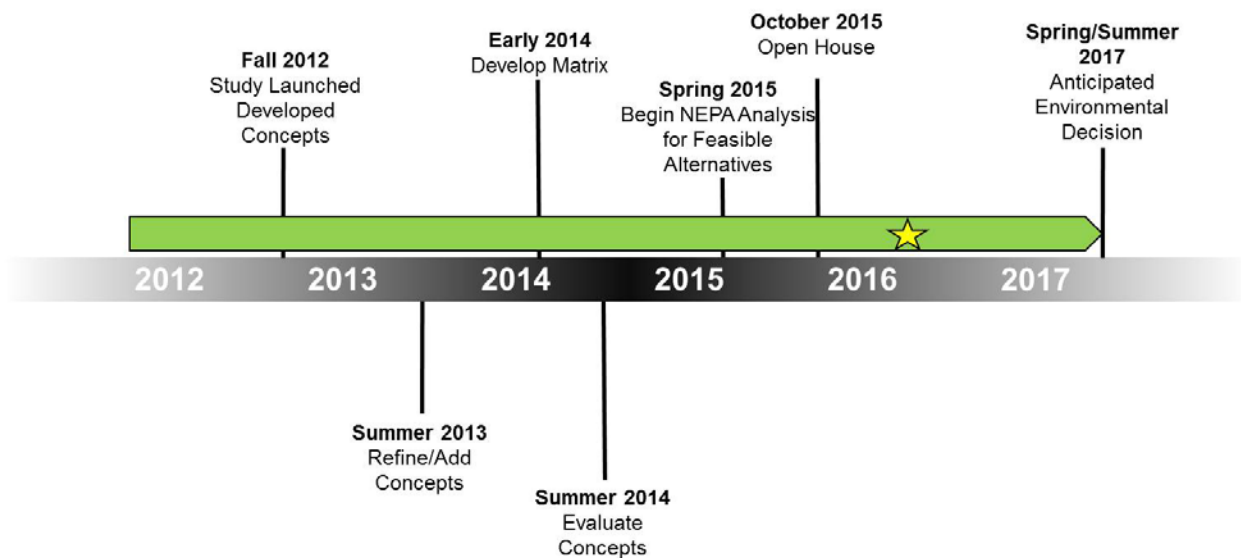 Fall 2012
Study Launched
Developed
Concepts
Early 2014
Develop Matrix
Spring 2015
Begin NEPA Analysis
for Feasible
Alternatives
October 2015
Open House
Spring/Summer
2017
Anticipated
Environmental
Decision
2012 2013 2014 2015 2016 2017
Summer 2013
Refine/Add
Concepts
Summer 2014
Evaluate
Concepts